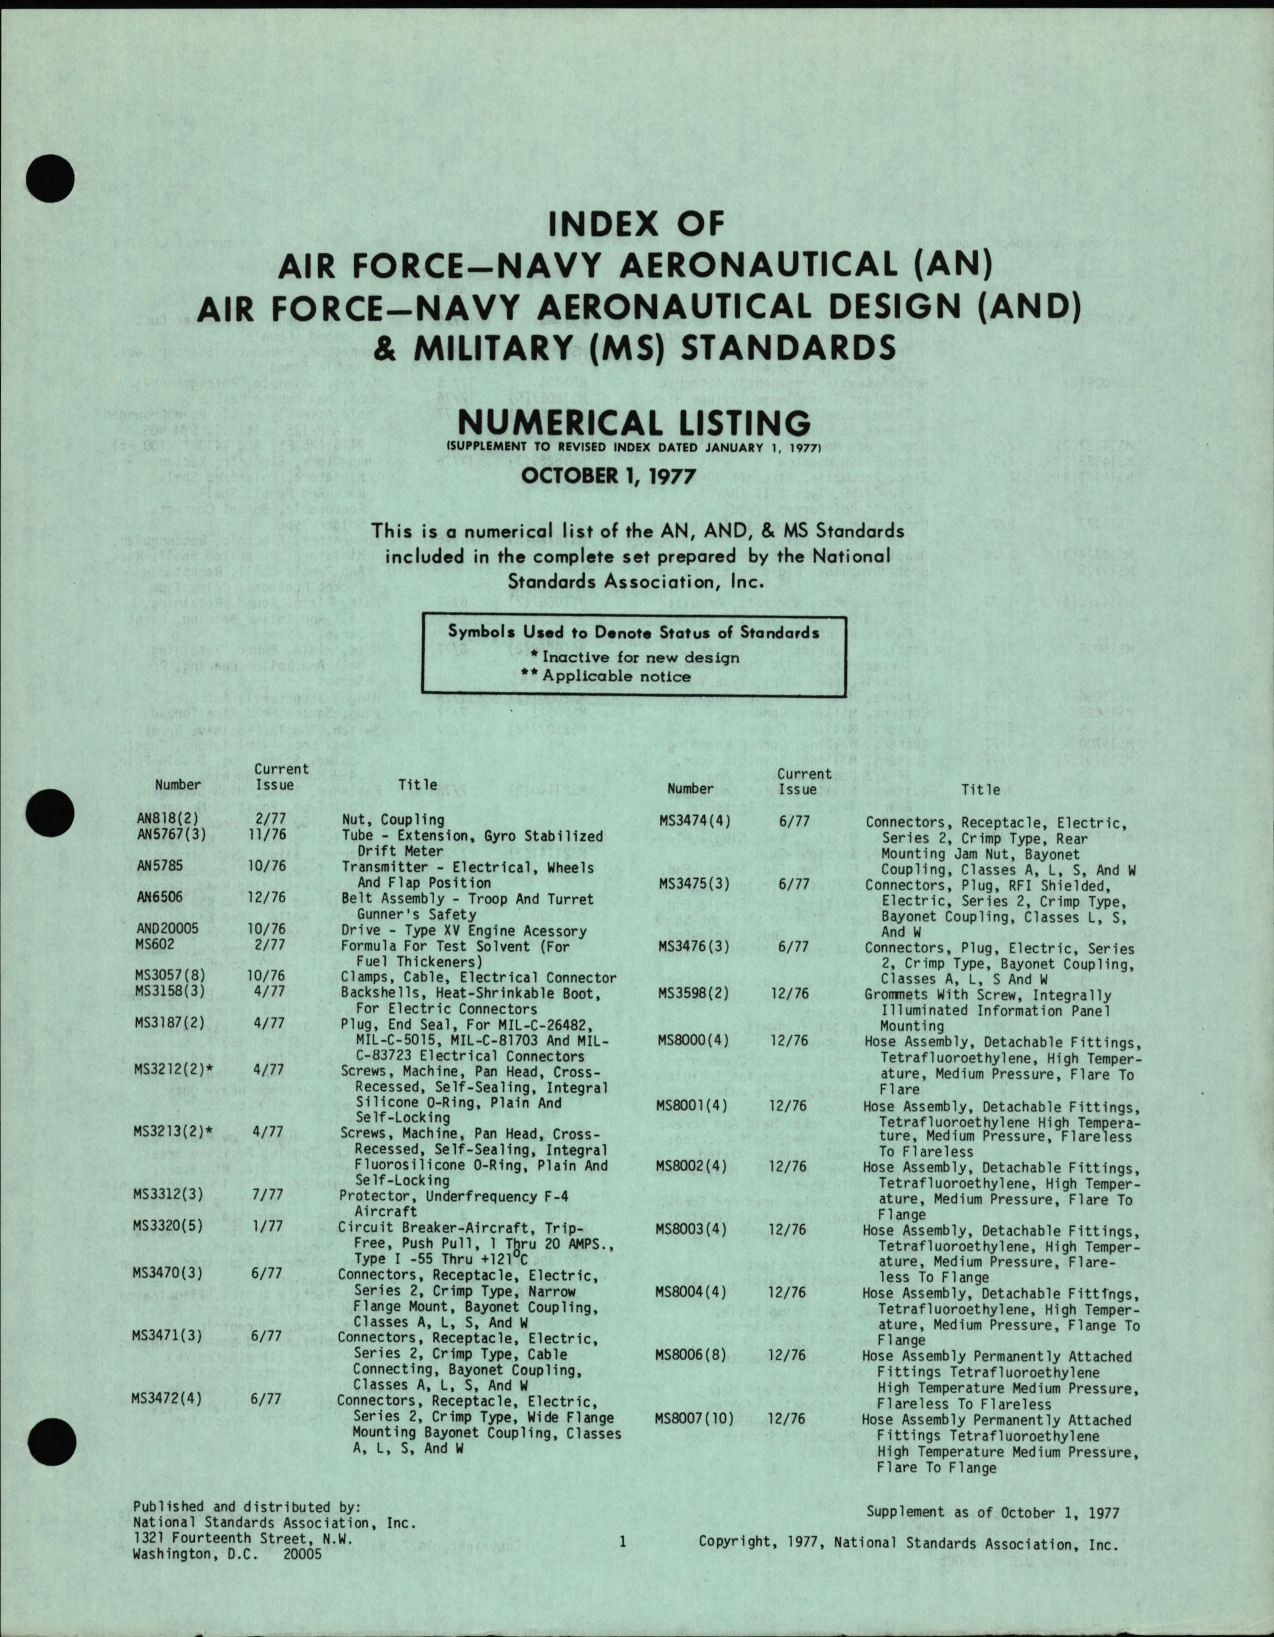 INDEX OF
AIR FORCE—NAVY AERONAUTICAL (AN)
AIR FORCE—NAVY AERONAUTICAL DESIGN (AND)
& MILITARY (MS) STANDARDS
NUMERICAL LISTING
(SUPPLEMENT TO REVISED INDEX DATED JANUARY 1, 1977)
OCTOBER 1, 1977
This is a numerical list of the AN, AND, & MS Standards
included in the complete set prepared by the National
Standards Association, Inc.
Symbols Used to Denote Status of Standards
* Inactive for new design
** Applicable notice
Current
Number Issue Title
AN818(2) 2/77 Nut, Coupling
AN5767(3) 11/76 Tube - Extension, Gyro Stabilized
Drift Meter
AN5785 10/76 Transmitter - Electrical, Wheels
And Flap Position
AN6506 12/76 Belt Assembly - Troop And Turret
Gunner's Safety
AND20005 10/76 Drive - Type XV Engine Acessory
MS602 2/77 Formula For Test Solvent (For
Fuel Thickeners)
MS3057(8) 10/76 Clamps, Cable, Electrical Connector
MS3158(3) 4/77 Backshells, Heat-Shrinkable Boot,
For Electric Connectors
MS3187(2) 4/77 Plug, End Seal, For MIL-C-26482,
MIL-C-5015, MIL-C-81703 And MIL-
C-83723 Electrical Connectors
MS3212(2)* 4/77 Screws, Machine, Pan Head, Cross-
Recessed, Self-Sealing, Integral
Silicone O-Ring, Plain And
Self-Locking
MS3213(2)* 4/77 Screws, Machine, Pan Head, Cross-
Recessed, Self-Sealing, Integral
Fluorosilicone O-Ring, Plain And
Self-Locking
MS3312(3) 7/77 Protector, Underfrequency F-4
Aircraft
MS3320(5) 1/77 Circuit Breaker-Aircraft, Trip-
Free, Push Pull, 1 Thru 20 AMPS.,
Type I -55 Thru +121°C
MS3470(3) 6/77 Connectors, Receptacle, Electric,
Series 2, Crimp Type, Narrow
Flange Mount, Bayonet Coupling,
Classes A, L, S, And W
MS3471(3) 6/77 Connectors, Receptacle, Electric,
Series 2, Crimp Type, Cable
Connecting, Bayonet Coupling,
Classes A, L, S, And W
MS3472(4) 6/77 Connectors, Receptacle, Electric,
Series 2, Crimp Type, Wide Flange
Mounting Bayonet Coupling, Classes
A, L, S, And W
Current
Number Issue Title
MS3474(4) 6/77 Connectors, Receptacle, Electric,
Series 2, Crimp Type, Rear
Mounting Jam Nut, Bayonet
Coupling, Classes A, L, S, And W
MS3475(3) 6/77 Connectors, Plug, RFI Shielded,
Electric, Series 2, Crimp Type,
Bayonet Coupling, Classes L, S,
And W
MS3476(3) 6/77 Connectors, Plug, Electric, Series
2, Crimp Type, Bayonet Coupling,
Classes A, L, S And W
MS3598(2) 12/76 Grommets With Screw, Integrally
Illuminated Information Panel
Mounting
MS8000(4) 12/76 Hose Assembly, Detachable Fittings,
Tetrafluoroethylene, High Temper-
ature, Medium Pressure, Flare To
Flare
MS8001(4) 12/76 Hose Assembly, Detachable Fittings,
Tetrafluoroethylene High Tempera-
ture, Medium Pressure, Flareless
To Flareless
MS8002(4) 12/76 Hose Assembly, Detachable Fittings,
Tetrafluoroethylene, High Temper-
ature, Medium Pressure, Flare To
Flange
MS8003(4) 12/76 Hose Assembly, Detachable Fittings,
Tetrafluoroethylene, High Temper-
ature, Medium Pressure, Flare-
less To Flange
MS8004(4) 12/76 Hose Assembly, Detachable Fittings,
Tetrafluoroethylene, High Temper-
ature, Medium Pressure, Flange To
Flange
MS8006(8) 12/76 Hose Assembly Permanently Attached
Fittings Tetrafluoroethylene
High Temperature Medium Pressure,
Flareless To Flareless
MS8007(10) 12/76 Hose Assembly Permanently Attached
Fittings Tetrafluoroethylene
High Temperature Medium Pressure,
Flare To Flange
Published and distributed by:
National Standards Association, Inc.
1321 Fourteenth Street, N.W.
Washington, D.C. 20005
1
Supplement as of October 1, 1977
Copyright, 1977, National Standards Association, Inc.